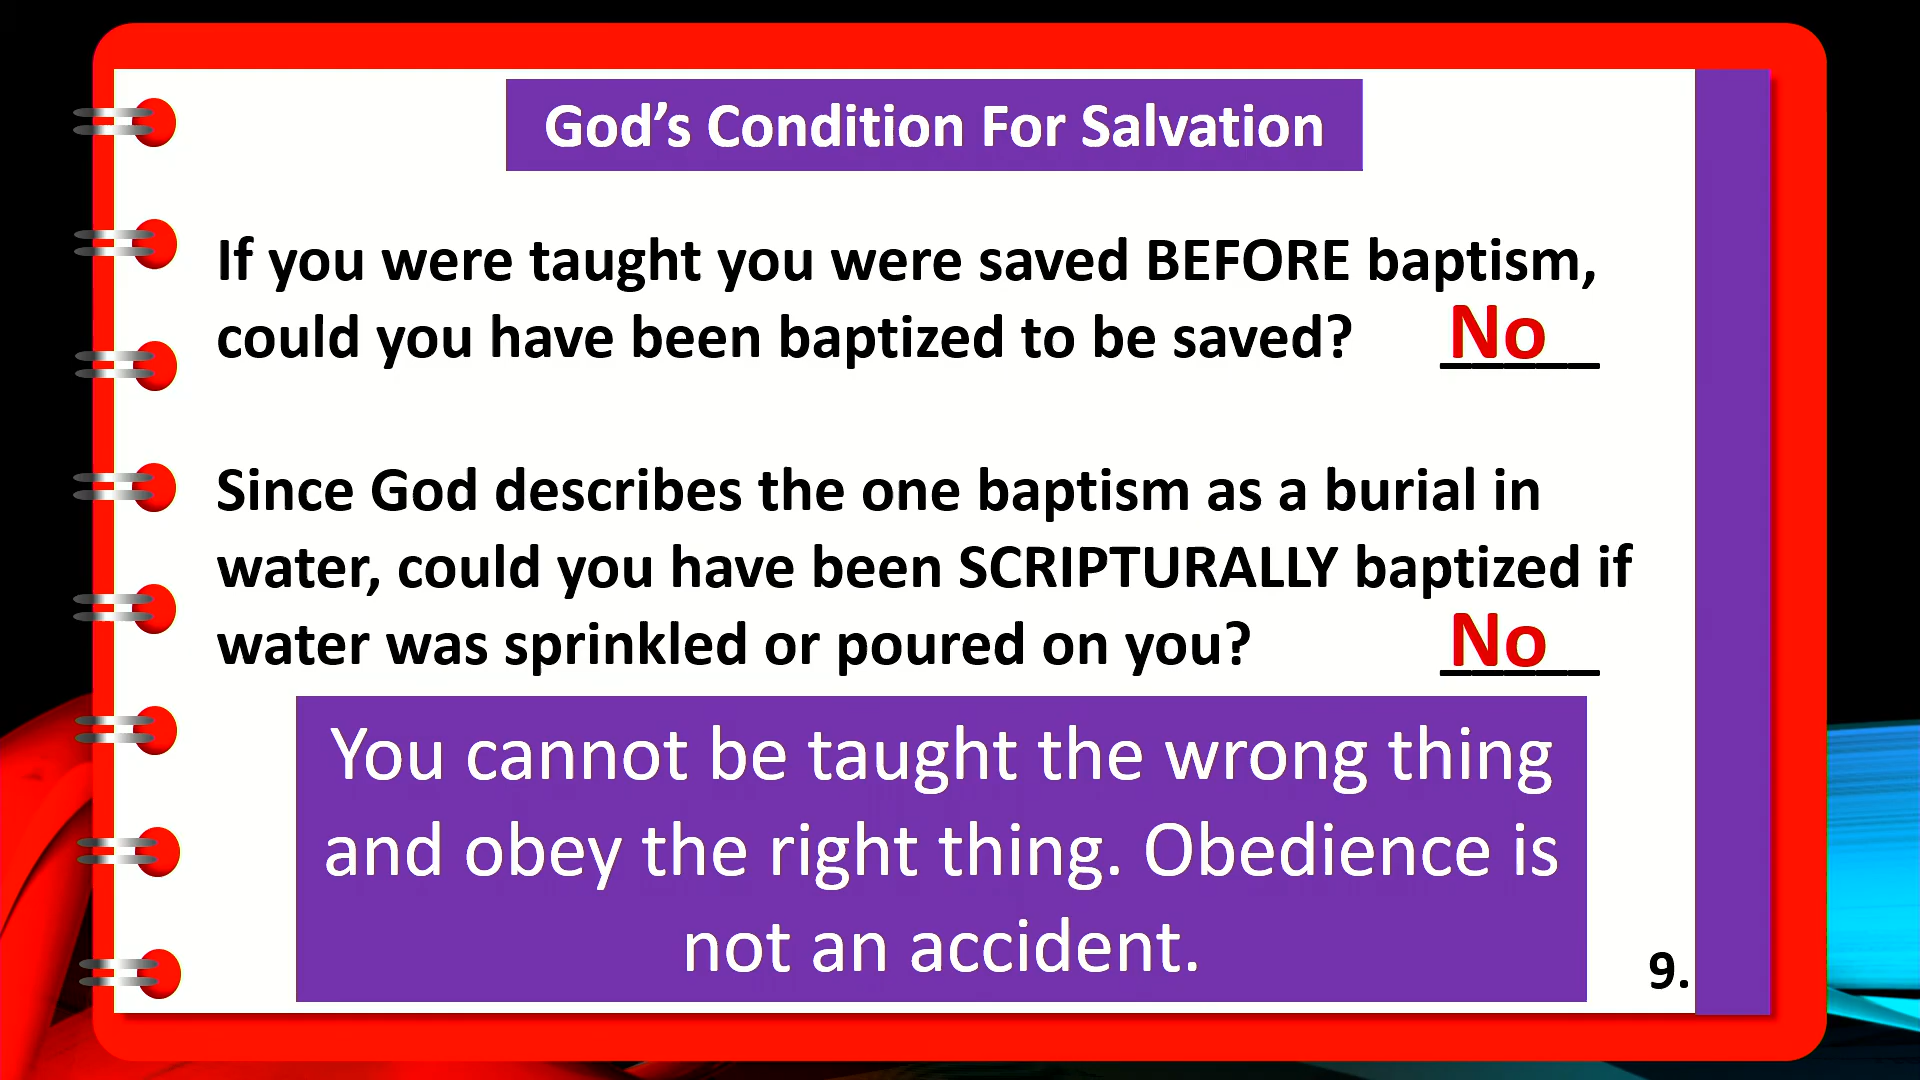 God’s Condition For Salvation
If you were taught you were saved BEFORE baptism,
could you have been baptized to be saved? No
Since God describes the one baptism as a burial in
water, could you have been SCRIPTURALLY baptized if
water was sprinkled or poured on you? No
You cannot be taught the wrong thing
and obey the right thing. Obedience is
not an accident.
9.